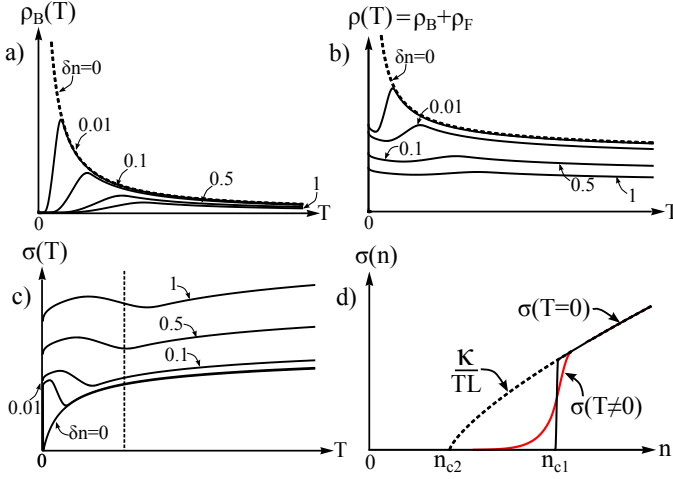 ρB(T)
a)
δn=0
0.01
0.1
0.5
1
0
T
ρ(T)=ρB+ρF
b)
δn=0
0.01
0.1
0.5
1
0
T
σ(T)
c)
1
0.5
0.1
0.01
δn=0
0
T
σ(n)
d)
σ(T=0)
κ
TL
σ(T≠0)
0
nc2
nc1
n